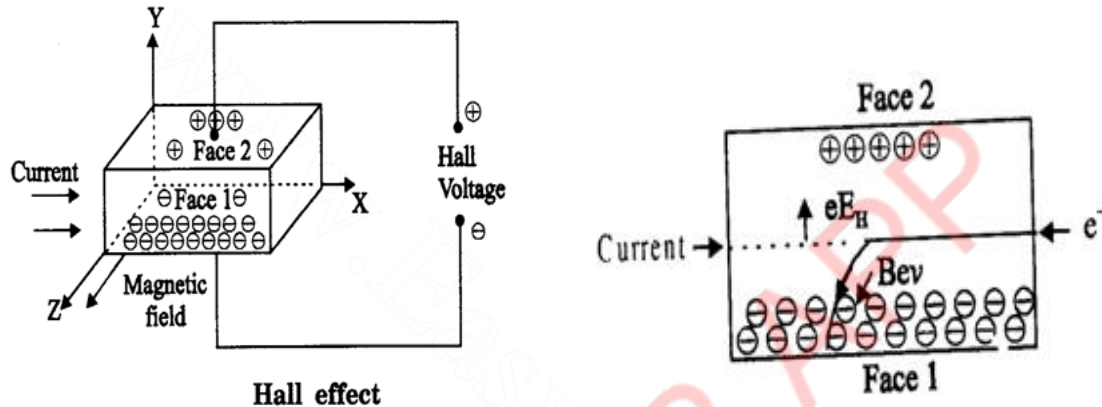 Y
⊕⊕⊕
⊕ Face 2 ⊕
⊕
Hall
Voltage
⊖
Current
⊖ Face 1 ⊖
X
⊖⊖⊖⊖⊖⊖⊖⊖
⊖⊖⊖⊖⊖⊖⊖⊖
Z
Magnetic
field
Hall effect
Face 2
⊕⊕⊕⊕⊕
eE_H
Current
e⁻
Bev
⊖⊖⊖⊖⊖⊖⊖⊖⊖⊖
⊖⊖⊖⊖⊖⊖⊖⊖⊖⊖
Face 1